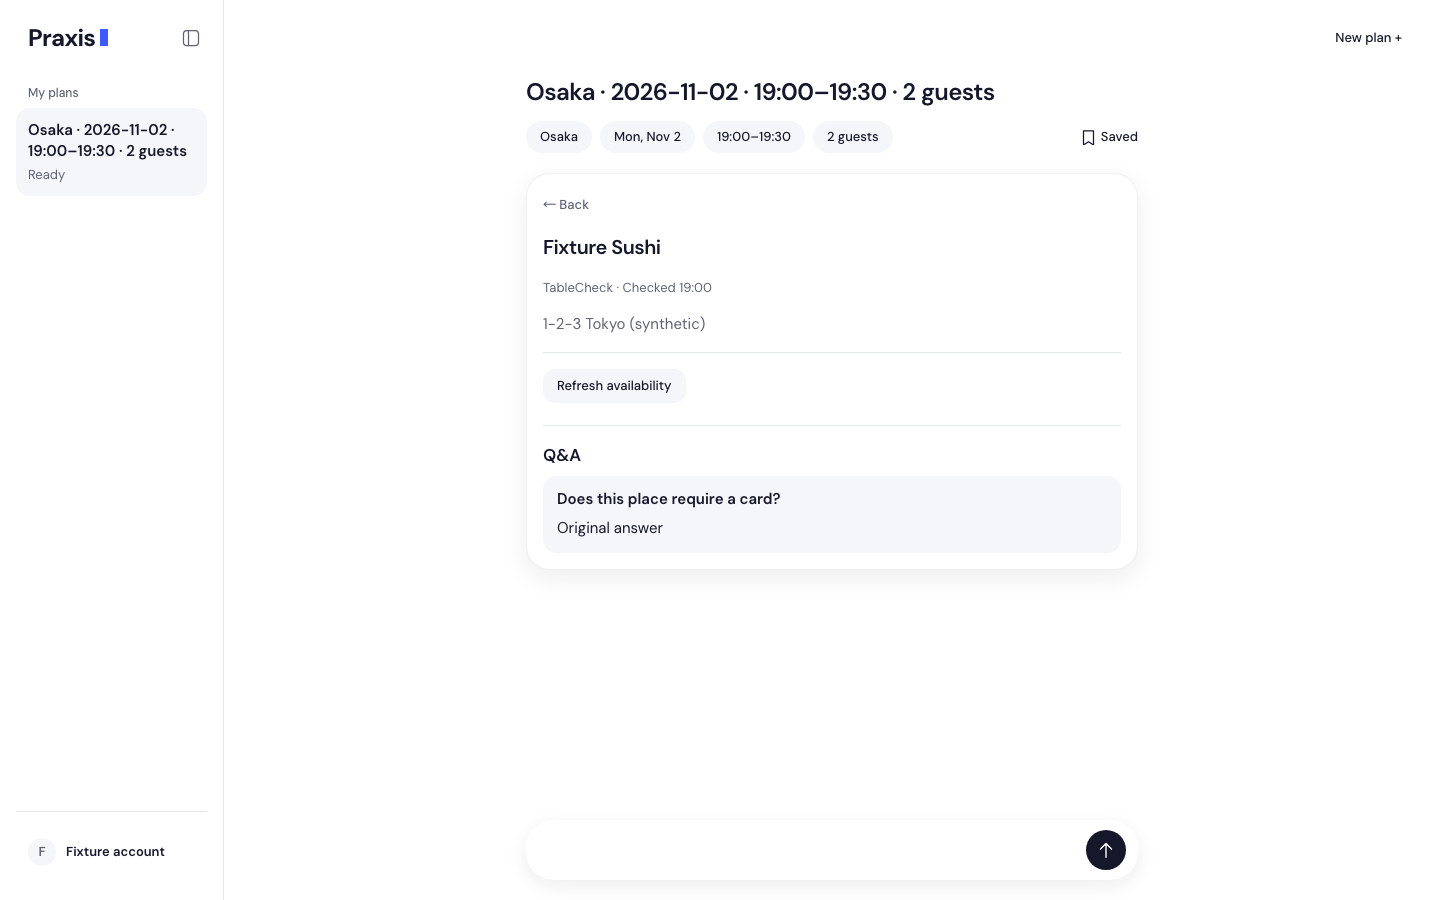 Praxis
New plan +
My plans
Osaka · 2026-11-02 ·
19:00–19:30 · 2 guests
Ready
Osaka · 2026-11-02 · 19:00–19:30 · 2 guests
Osaka
Mon, Nov 2
19:00–19:30
2 guests
Saved
← Back
Fixture Sushi
TableCheck · Checked 19:00
1-2-3 Tokyo (synthetic)
Refresh availability
Q&A
Does this place require a card?
Original answer
F
Fixture account